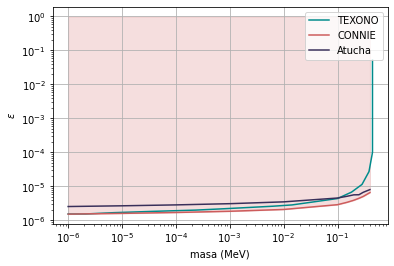 10⁰
10⁻¹
10⁻²
10⁻³
10⁻⁴
10⁻⁵
10⁻⁶
ε
TEXONO
CONNIE
Atucha
10⁻⁶ 10⁻⁵ 10⁻⁴ 10⁻³ 10⁻² 10⁻¹
masa (MeV)